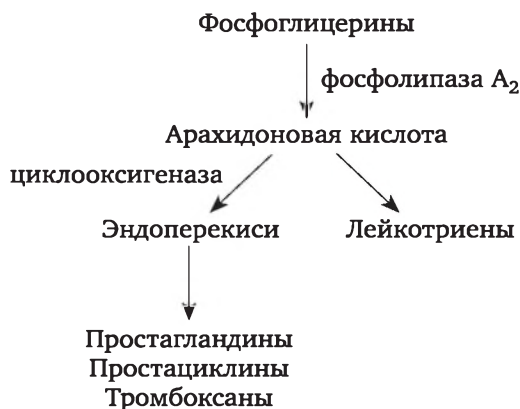 Фосфоглицерины
фосфолипаза A₂
Арахидоновая кислота
циклооксигеназа
Эндоперекиси
Лейкотриены
Простагландины
Простациклины
Тромбоксаны